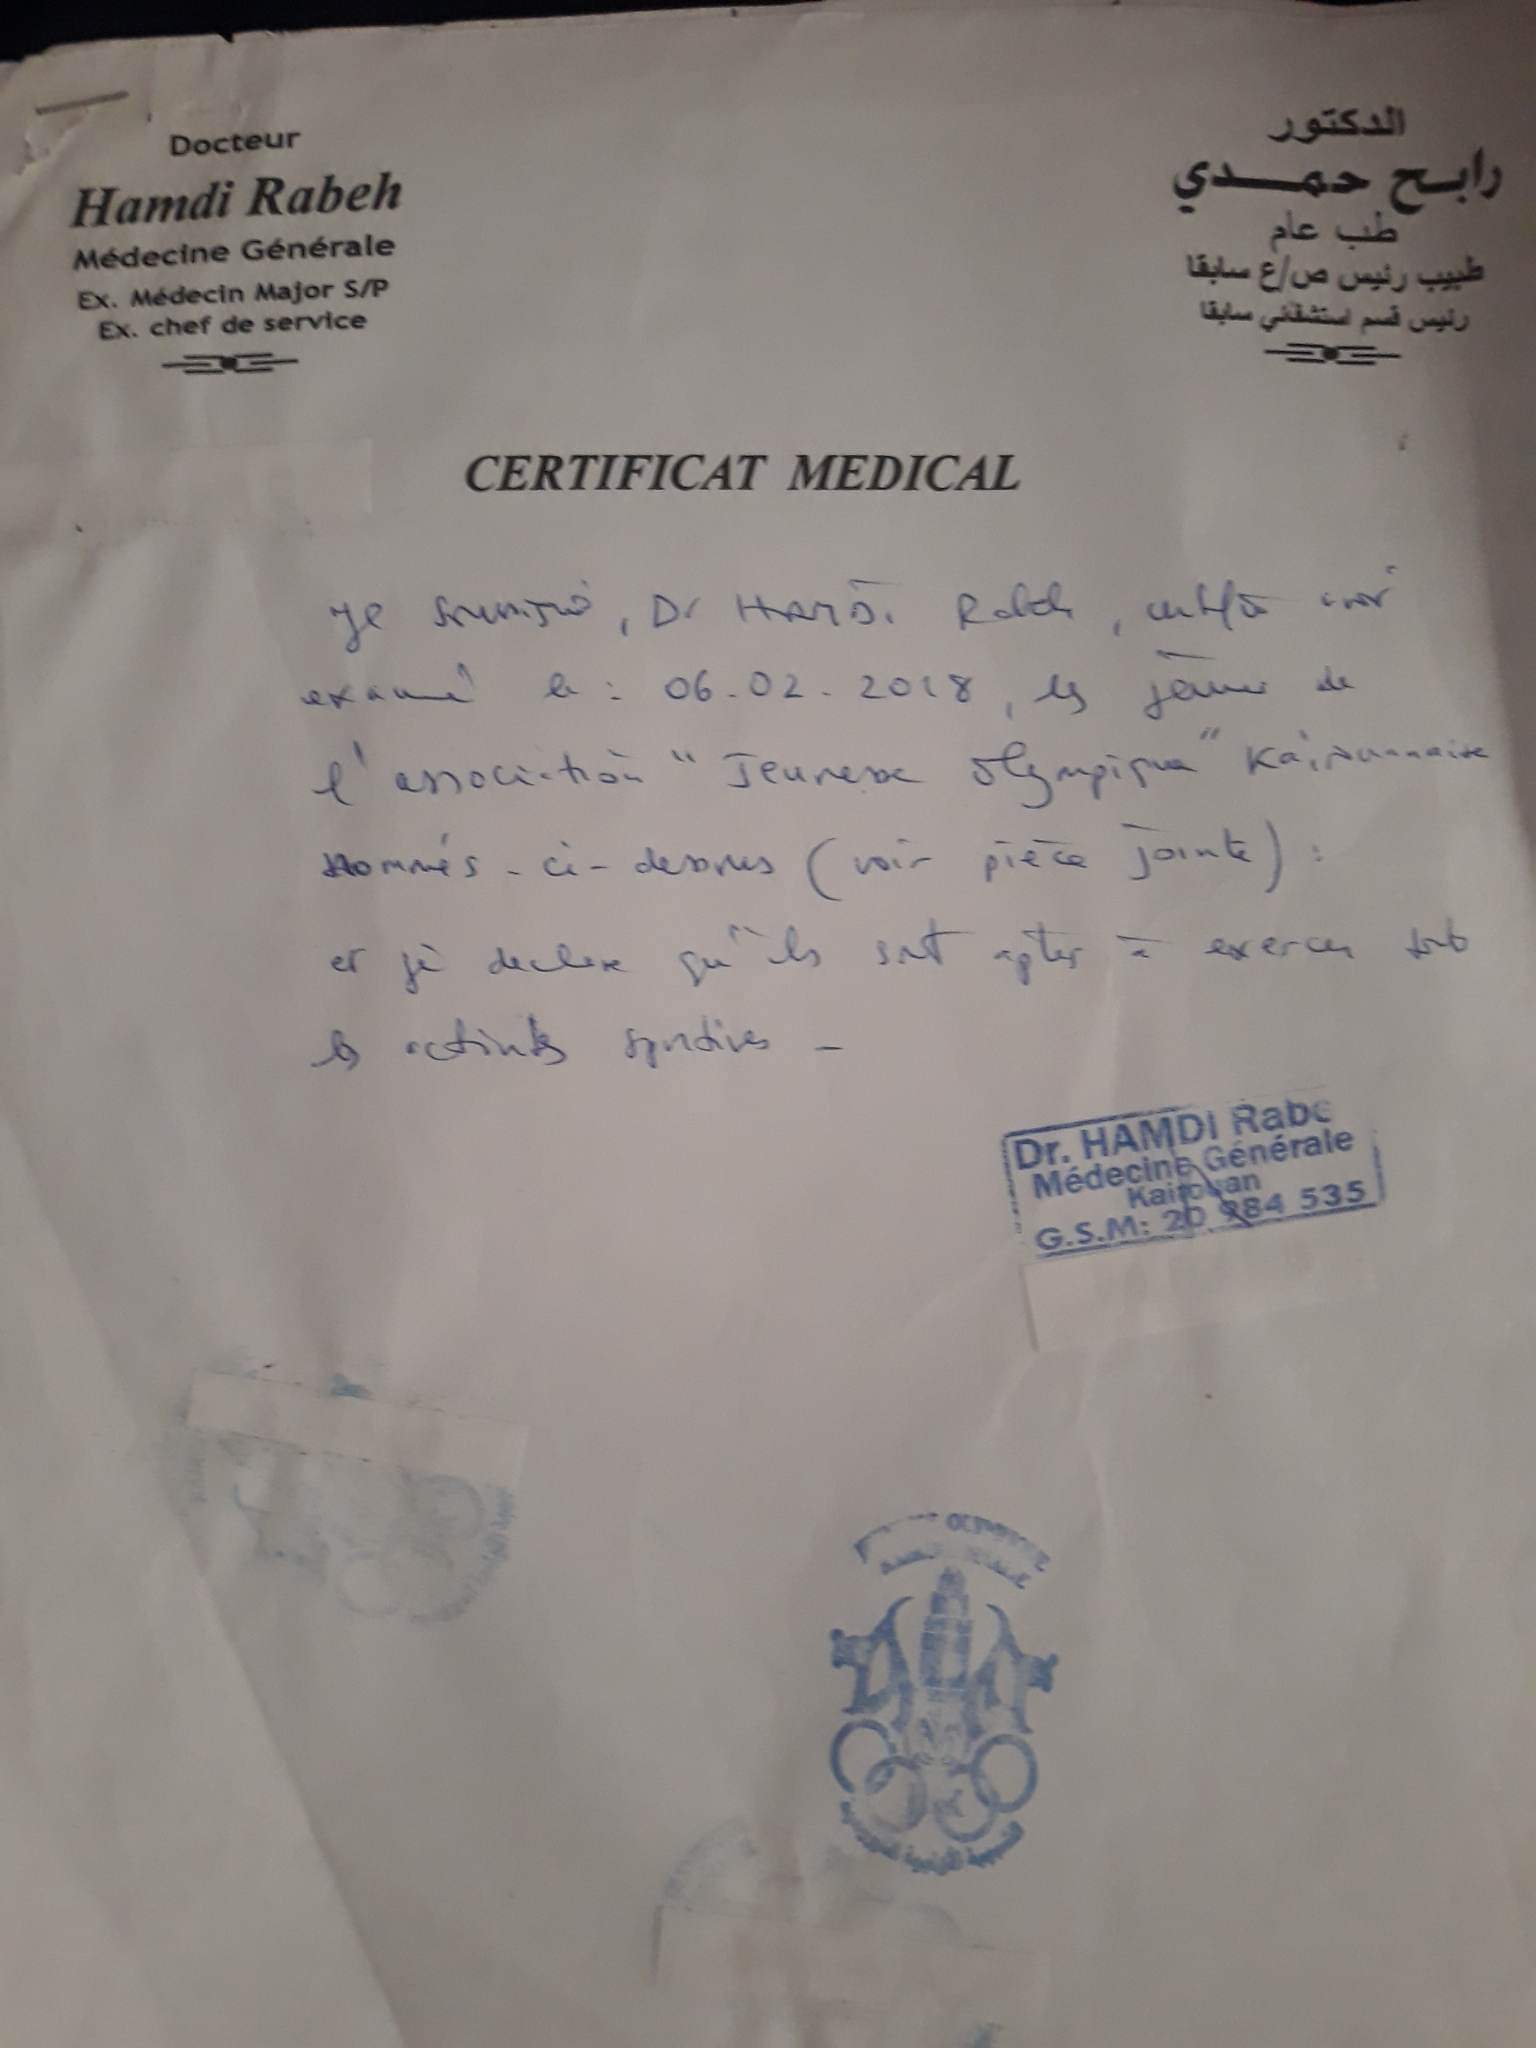 Docteur
Hamdi Rabeh
Médecine Générale
Ex. Médecin Major S/P
Ex. chef de service
الدكتور
رابح حمدي
طب عام
طبيب رئيس ص/ع سابقا
رئيس قسم استشفائي سابقا
CERTIFICAT MEDICAL
Je soussigné, Dr HAMDI Rabeh, certifie avoir
examiné le : 06.02.2018, les jeunes de
l'association "Jeunesse Olympique" Kairouannaise
Nommés ci-dessus (voir pièce jointe) :
et je déclare qu'ils sont aptes à exercer tout
les activités sportives -
Dr. HAMDI Rabe
Médecine Générale
Kairouan
G.S.M: 20 984 535